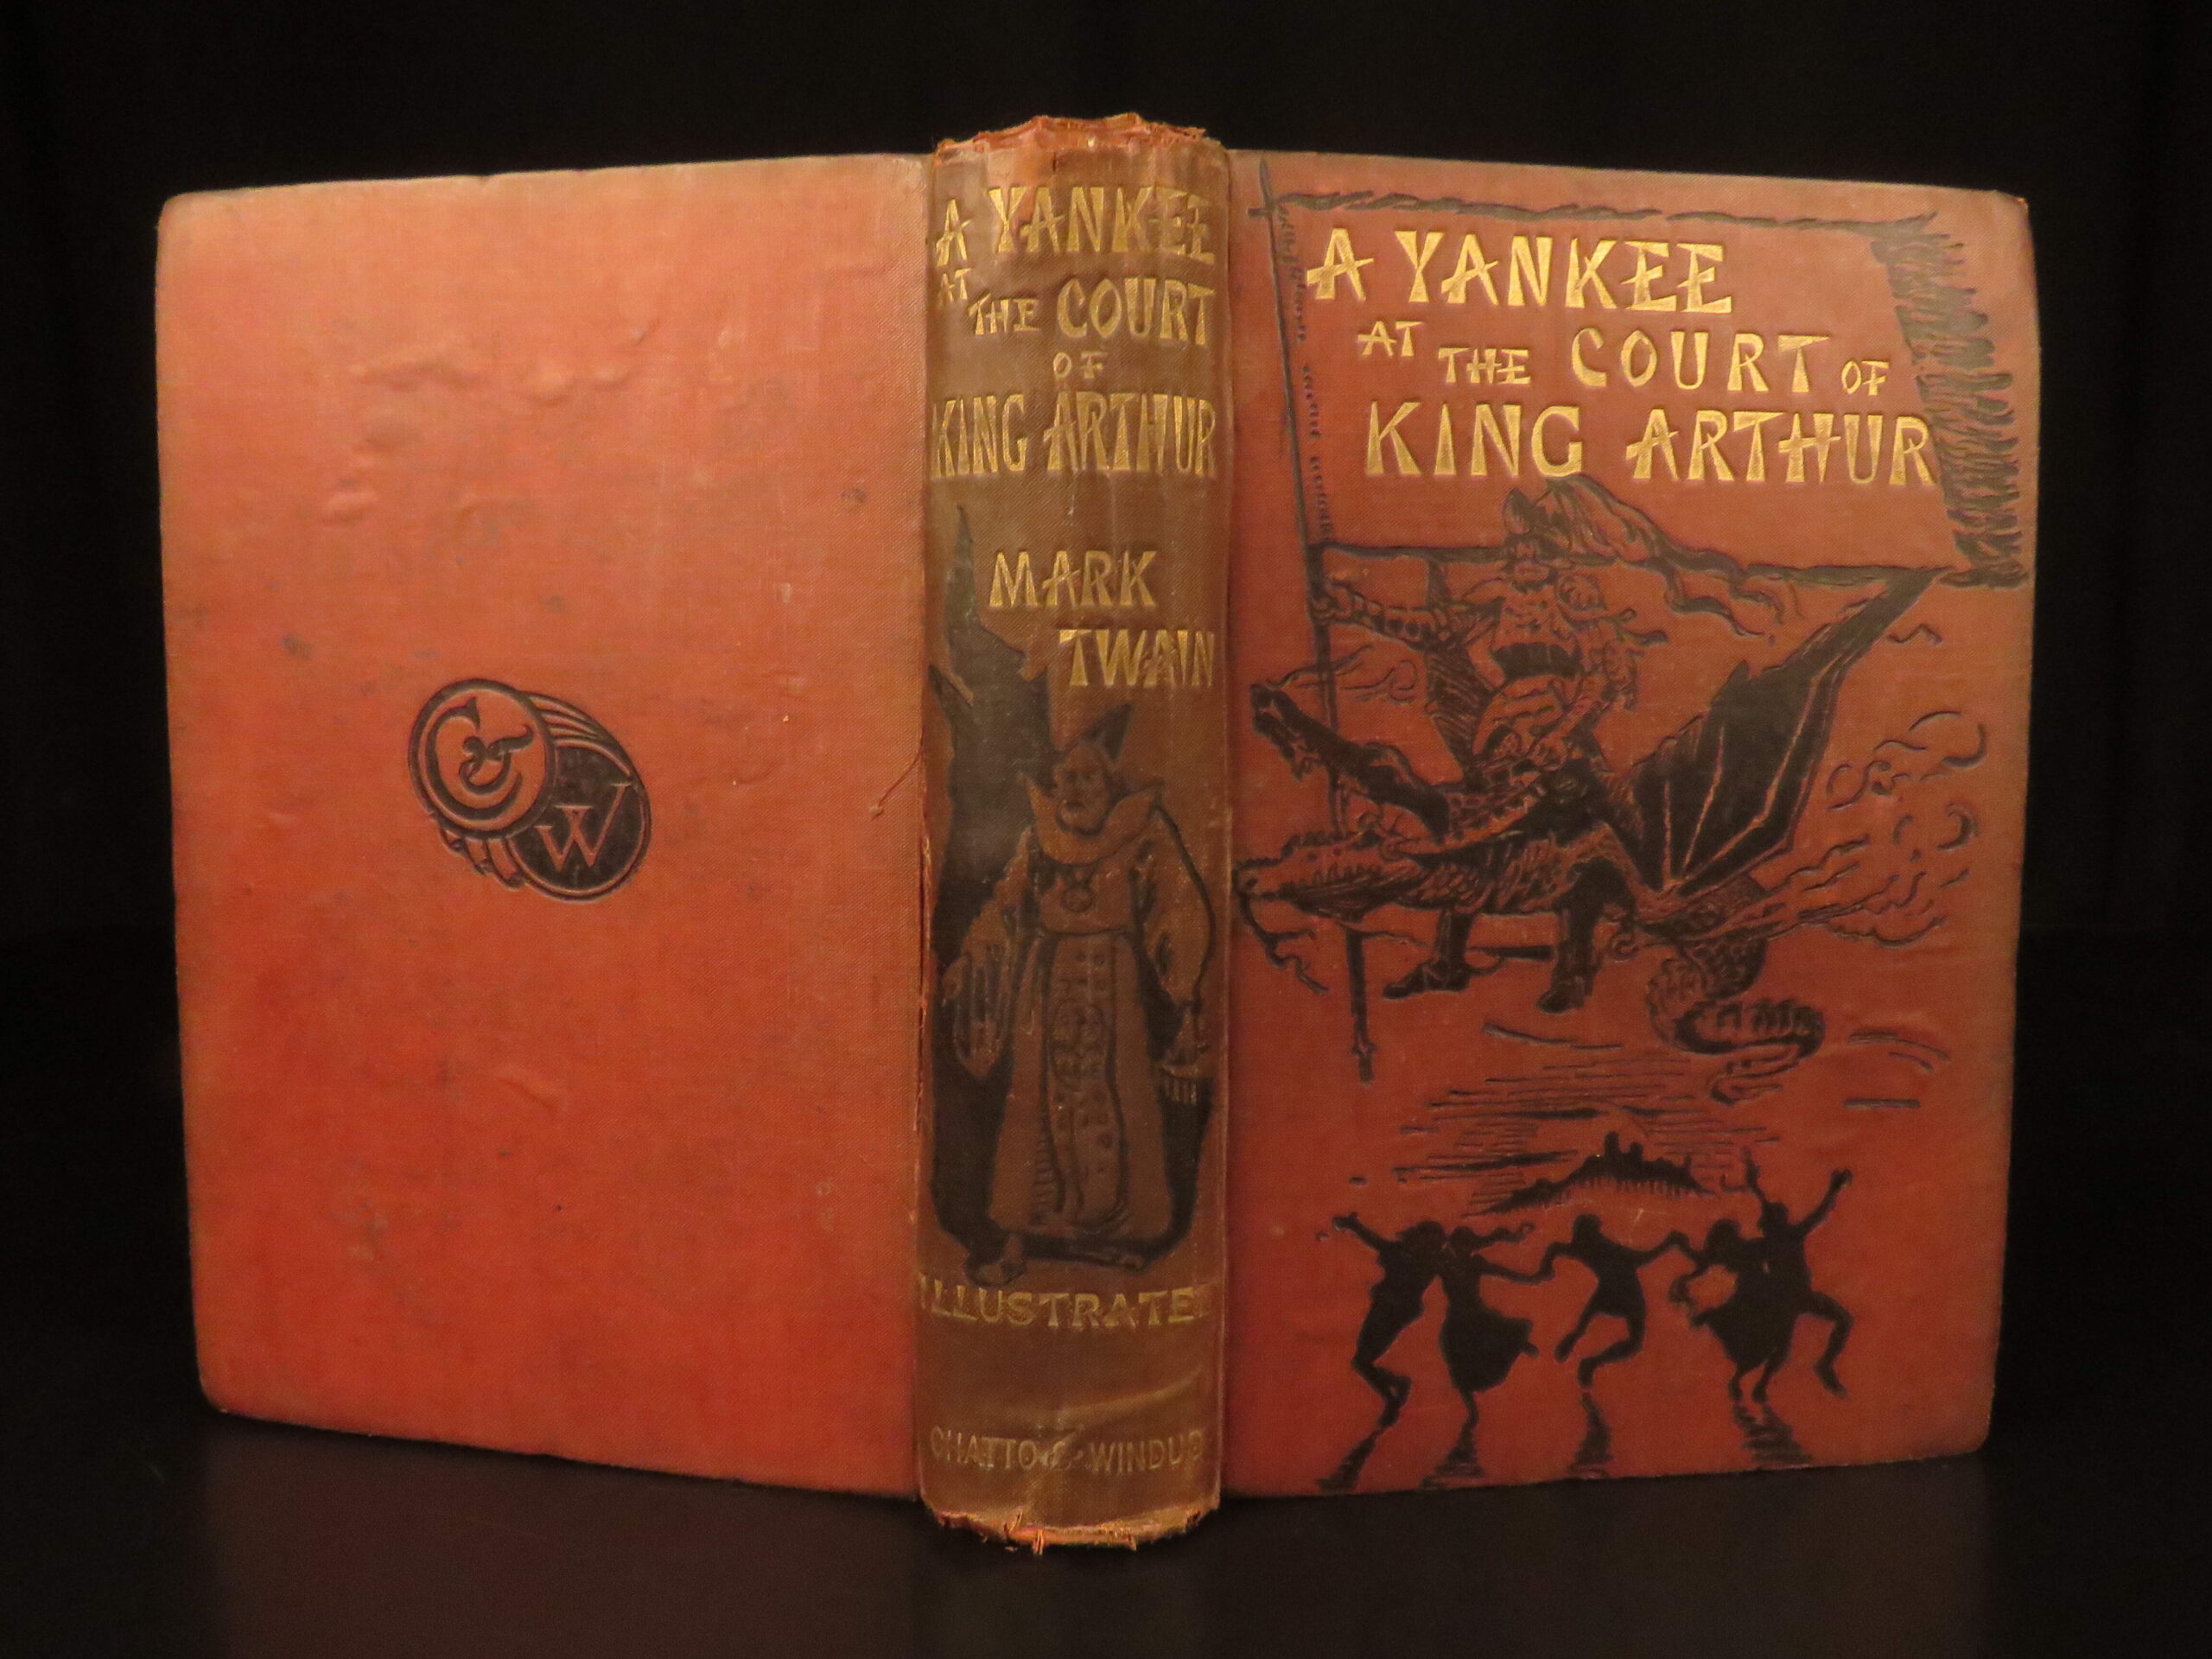 C & W
A YANKEE
AT THE COURT
OF
KING ARTHUR
MARK
TWAIN
ILLUSTRATED
CHATTO & WINDUS
A YANKEE
AT THE COURT OF
KING ARTHUR